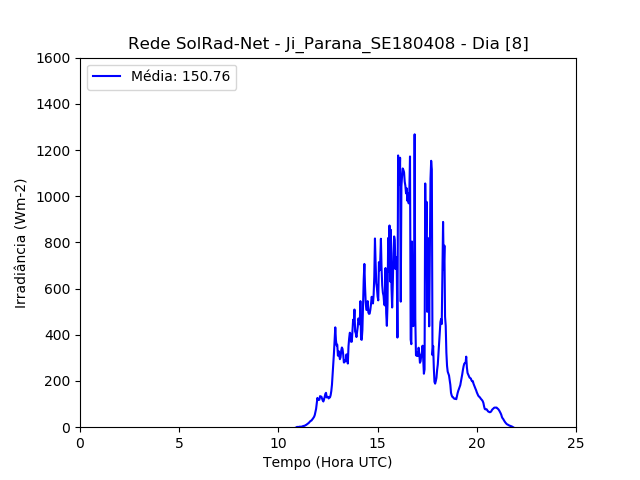 Rede SolRad-Net - Ji_Parana_SE180408 - Dia [8]
Média: 150.76
Irradiância (Wm-2)
1600
1400
1200
1000
800
600
400
200
0
0 5 10 15 20 25
Tempo (Hora UTC)